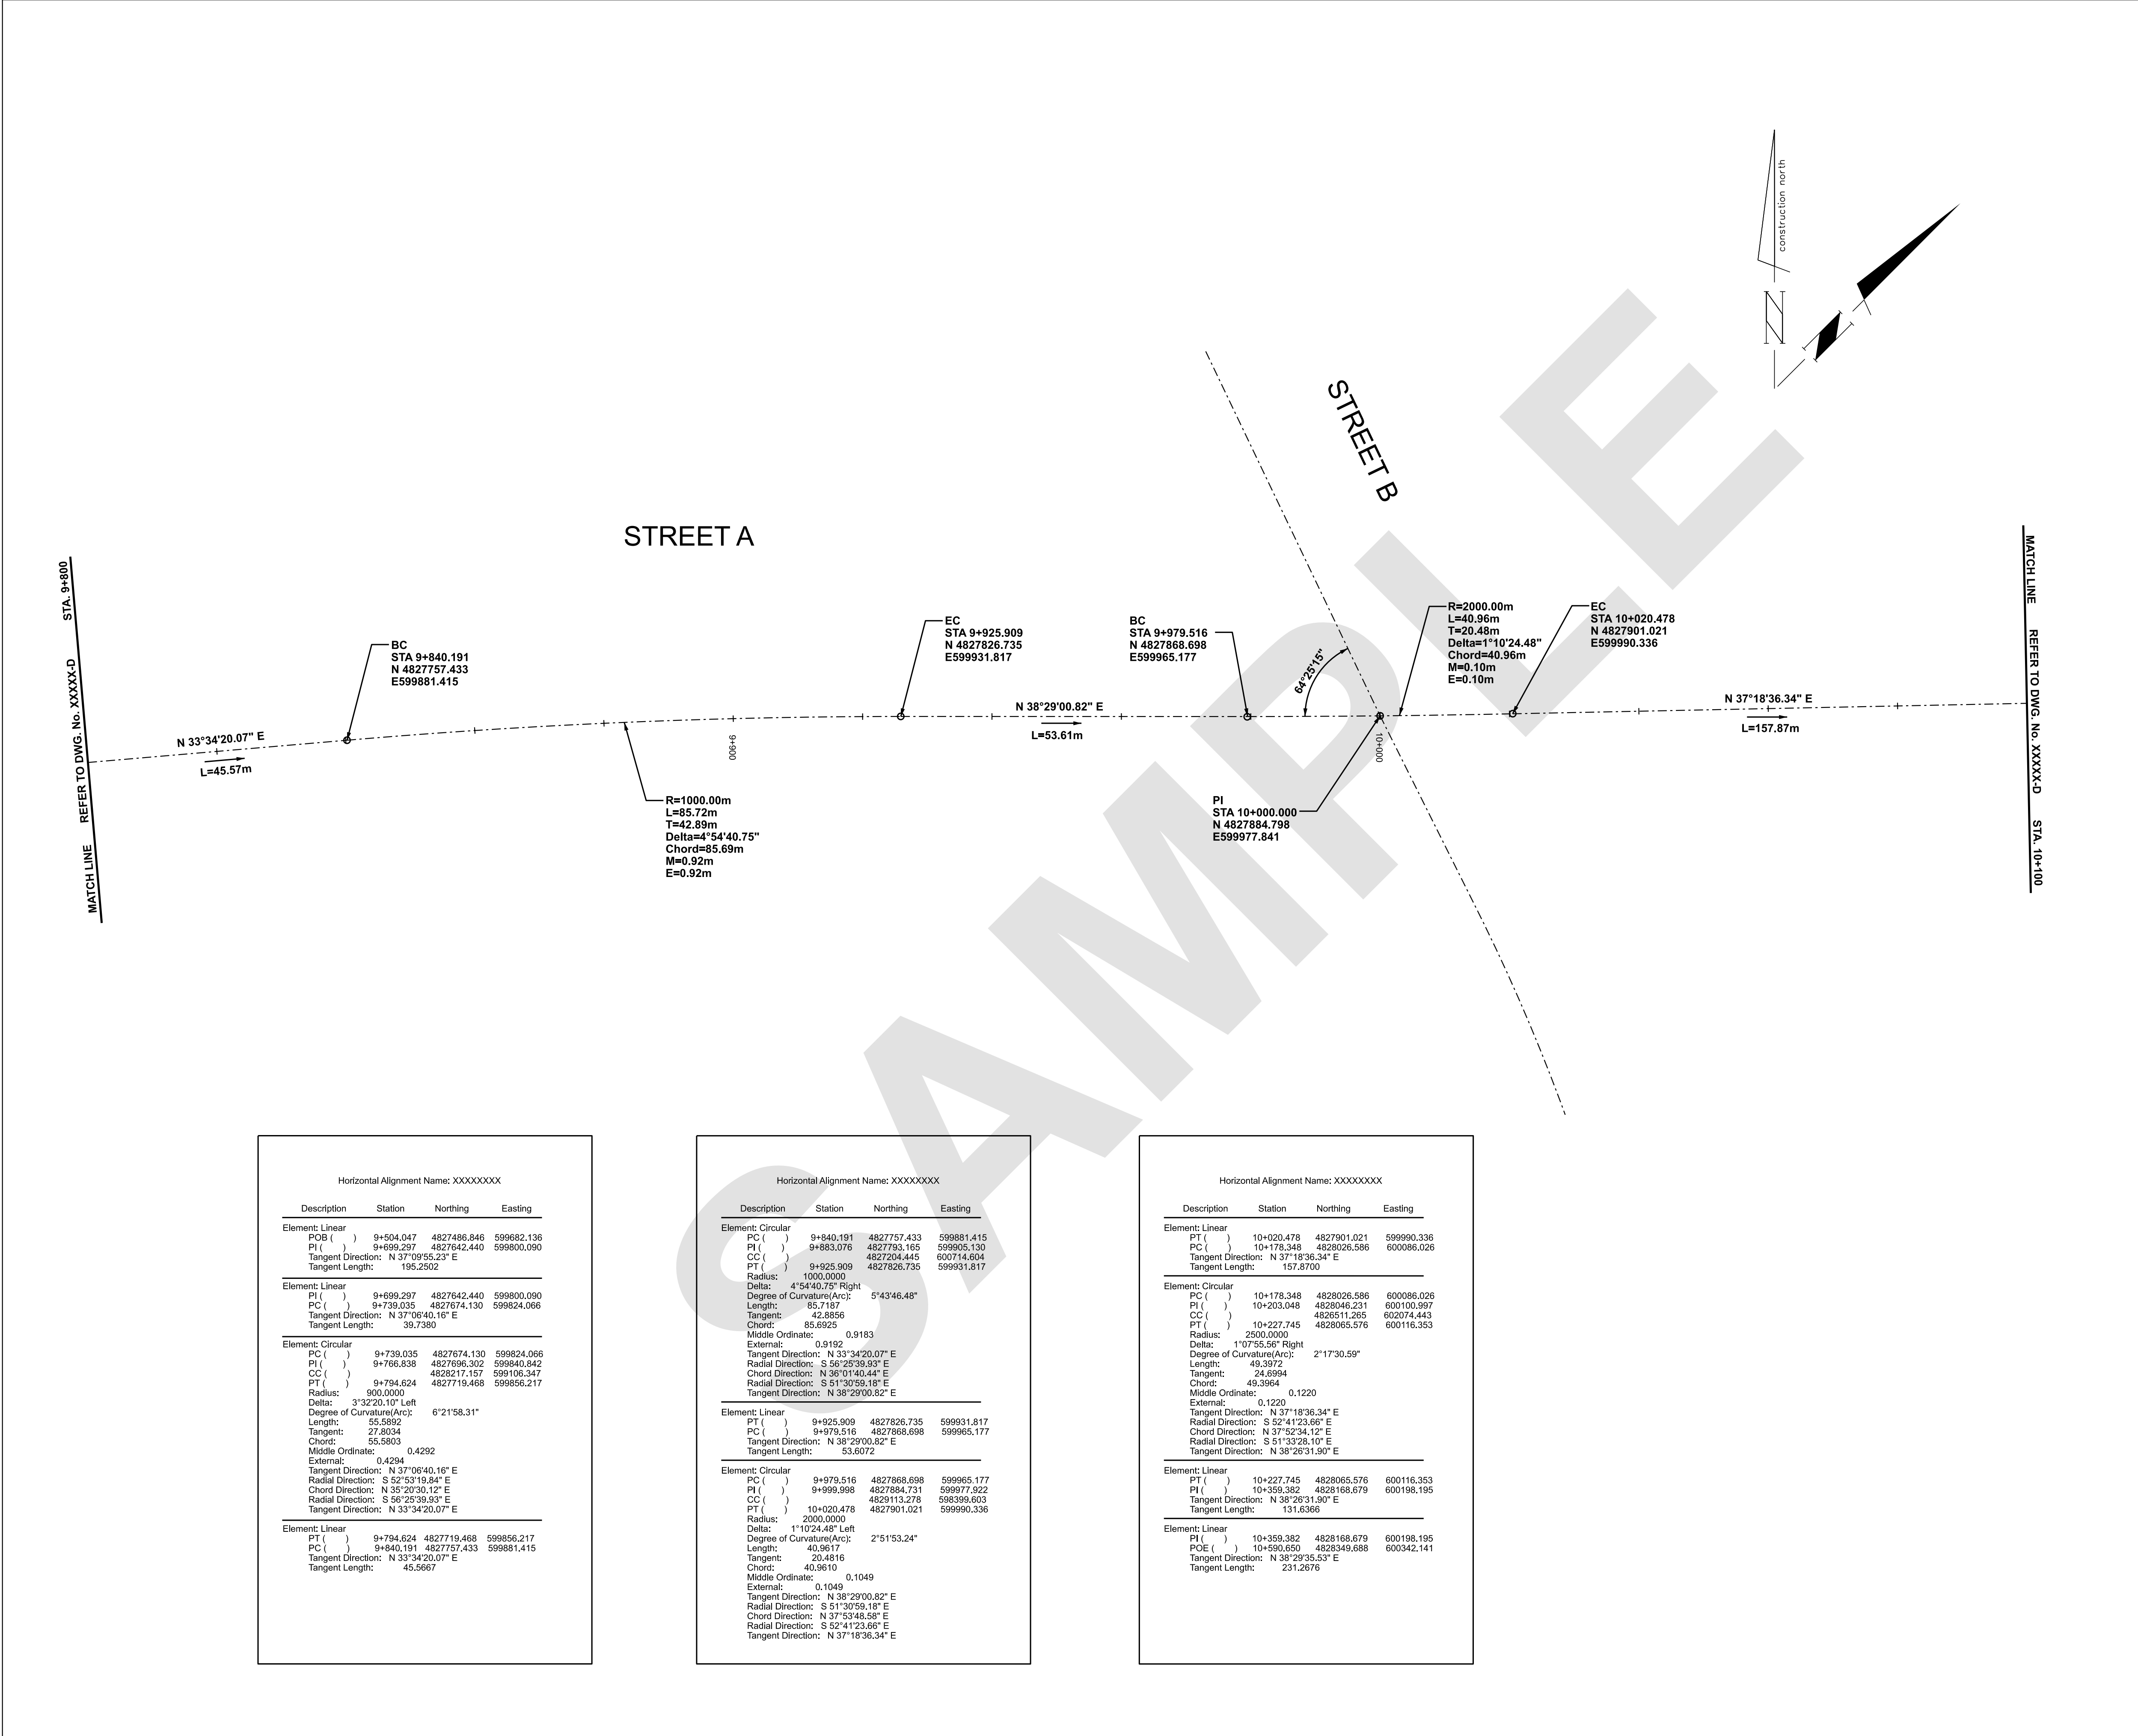 construction north
STREET B
STREET A
MATCH LINE REFER TO DWG. No. XXXXX-D STA. 9+800
N 33°34'20.07" E
L=45.57m
BC
STA 9+840.191
N 4827757.433
E599881.415
R=1000.00m
L=85.72m
T=42.89m
Delta=4°54'40.75"
Chord=85.69m
M=0.92m
E=0.92m
9+900
EC
STA 9+925.909
N 4827826.735
E599931.817
N 38°29'00.82" E
L=53.61m
BC
STA 9+979.516
N 4827868.698
E599965.177
64°25'15"
PI
STA 10+000.000
N 4827884.798
E599977.841
10+000
R=2000.00m
L=40.96m
T=20.48m
Delta=1°10'24.48"
Chord=40.96m
M=0.10m
E=0.10m
EC
STA 10+020.478
N 4827901.021
E599990.336
N 37°18'36.34" E
L=157.87m
MATCH LINE REFER TO DWG. No. XXXXX-D STA. 10+100
SAMPLE
Horizontal Alignment Name: XXXXXXXX
Description Station Northing Easting
Element: Linear
POB ( ) 9+504.047 4827486.846 599682.136
PI ( ) 9+699.297 4827642.440 599800.090
Tangent Direction: N 37°09'55.23" E
Tangent Length: 195.2502
Element: Linear
PI ( ) 9+699.297 4827642.440 599800.090
PC ( ) 9+739.035 4827674.130 599824.066
Tangent Direction: N 37°06'40.16" E
Tangent Length: 39.7380
Element: Circular
PC ( ) 9+739.035 4827674.130 599824.066
PI ( ) 9+766.838 4827696.302 599840.842
CC ( ) 4828217.157 599106.347
PT ( ) 9+794.624 4827719.468 599856.217
Radius: 900.0000
Delta: 3°32'20.10" Left
Degree of Curvature(Arc): 6°21'58.31"
Length: 55.5892
Tangent: 27.8034
Chord: 55.5803
Middle Ordinate: 0.4292
External: 0.4294
Tangent Direction: N 37°06'40.16" E
Radial Direction: S 52°53'19.84" E
Chord Direction: N 35°20'30.12" E
Radial Direction: S 56°25'39.93" E
Tangent Direction: N 33°34'20.07" E
Element: Linear
PT ( ) 9+794.624 4827719.468 599856.217
PC ( ) 9+840.191 4827757.433 599881.415
Tangent Direction: N 33°34'20.07" E
Tangent Length: 45.5667
Horizontal Alignment Name: XXXXXXXX
Description Station Northing Easting
Element: Circular
PC ( ) 9+840.191 4827757.433 599881.415
PI ( ) 9+883.076 4827793.165 599905.130
CC ( ) 4827204.445 600714.604
PT ( ) 9+925.909 4827826.735 599931.817
Radius: 1000.0000
Delta: 4°54'40.75" Right
Degree of Curvature(Arc): 5°43'46.48"
Length: 85.7187
Tangent: 42.8856
Chord: 85.6925
Middle Ordinate: 0.9183
External: 0.9192
Tangent Direction: N 33°34'20.07" E
Radial Direction: S 56°25'39.93" E
Chord Direction: N 36°01'40.44" E
Radial Direction: S 51°30'59.18" E
Tangent Direction: N 38°29'00.82" E
Element: Linear
PT ( ) 9+925.909 4827826.735 599931.817
PC ( ) 9+979.516 4827868.698 599965.177
Tangent Direction: N 38°29'00.82" E
Tangent Length: 53.6072
Element: Circular
PC ( ) 9+979.516 4827868.698 599965.177
PI ( ) 9+999.998 4827884.731 599977.922
CC ( ) 4829113.278 598399.603
PT ( ) 10+020.478 4827901.021 599990.336
Radius: 2000.0000
Delta: 1°10'24.48" Left
Degree of Curvature(Arc): 2°51'53.24"
Length: 40.9617
Tangent: 20.4816
Chord: 40.9610
Middle Ordinate: 0.1049
External: 0.1049
Tangent Direction: N 38°29'00.82" E
Radial Direction: S 51°30'59.18" E
Chord Direction: N 37°53'48.58" E
Radial Direction: S 52°41'23.66" E
Tangent Direction: N 37°18'36.34" E
Horizontal Alignment Name: XXXXXXXX
Description Station Northing Easting
Element: Linear
PT ( ) 10+020.478 4827901.021 599990.336
PC ( ) 10+178.348 4828026.586 600086.026
Tangent Direction: N 37°18'36.34" E
Tangent Length: 157.8700
Element: Circular
PC ( ) 10+178.348 4828026.586 600086.026
PI ( ) 10+203.048 4828046.231 600100.997
CC ( ) 4826511.265 602074.443
PT ( ) 10+227.745 4828065.576 600116.353
Radius: 2500.0000
Delta: 1°07'55.56" Right
Degree of Curvature(Arc): 2°17'30.59"
Length: 49.3972
Tangent: 24.6994
Chord: 49.3964
Middle Ordinate: 0.1220
External: 0.1220
Tangent Direction: N 37°18'36.34" E
Radial Direction: S 52°41'23.66" E
Chord Direction: N 37°52'34.12" E
Radial Direction: S 51°33'28.10" E
Tangent Direction: N 38°26'31.90" E
Element: Linear
PT ( ) 10+227.745 4828065.576 600116.353
PI ( ) 10+359.382 4828168.679 600198.195
Tangent Direction: N 38°26'31.90" E
Tangent Length: 131.6366
Element: Linear
PI ( ) 10+359.382 4828168.679 600198.195
POE ( ) 10+590.650 4828349.688 600342.141
Tangent Direction: N 38°29'35.53" E
Tangent Length: 231.2676